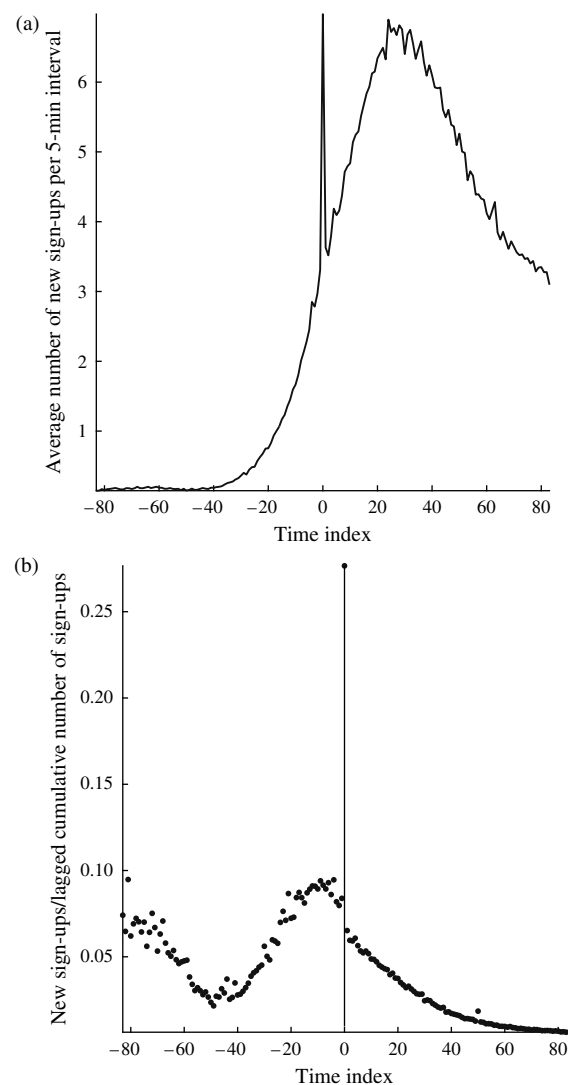 (a)
Average number of new sign-ups per 5-min interval
6
5
4
3
2
1
−80 −60 −40 −20 0 20 40 60 80
Time index
(b)
New sign-ups/lagged cumulative number of sign-ups
0.25
0.20
0.15
0.10
0.05
−80 −60 −40 −20 0 20 40 60 80
Time index